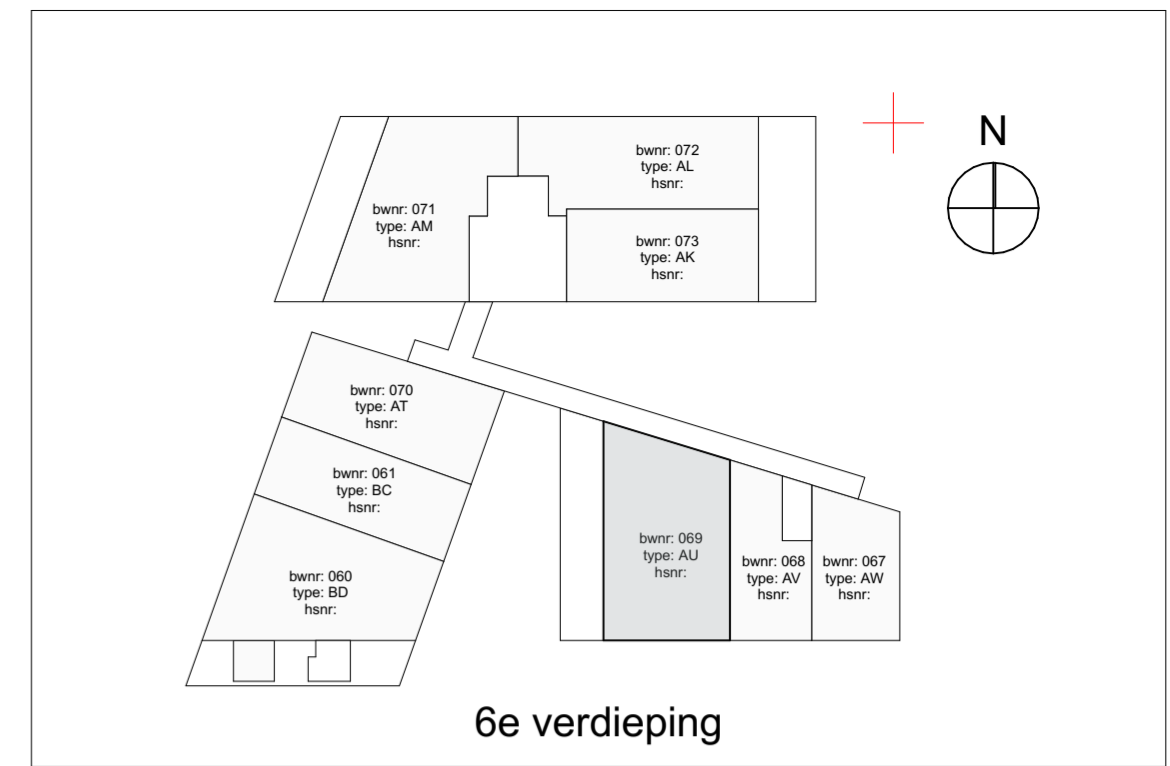 N
bwnr: 072
type: AL
hsnr:
bwnr: 071
type: AM
hsnr:
bwnr: 073
type: AK
hsnr:
bwnr: 070
type: AT
hsnr:
bwnr: 061
type: BC
hsnr:
bwnr: 060
type: BD
hsnr:
bwnr: 069
type: AU
hsnr:
bwnr: 068
type: AV
hsnr:
bwnr: 067
type: AW
hsnr:
6e verdieping